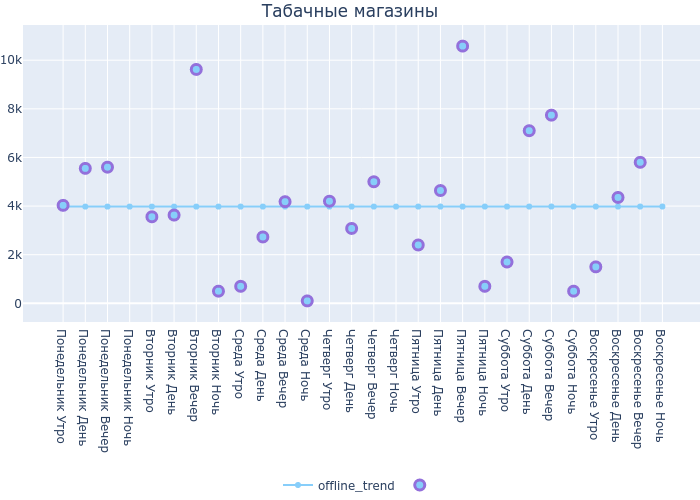 Табачные магазины
10k
8k
6k
4k
2k
0
Понедельник Утро
Понедельник День
Понедельник Вечер
Понедельник Ночь
Вторник Утро
Вторник День
Вторник Вечер
Вторник Ночь
Среда Утро
Среда День
Среда Вечер
Среда Ночь
Четверг Утро
Четверг День
Четверг Вечер
Четверг Ночь
Пятница Утро
Пятница День
Пятница Вечер
Пятница Ночь
Суббота Утро
Суббота День
Суббота Вечер
Суббота Ночь
Воскресенье Утро
Воскресенье День
Воскресенье Вечер
Воскресенье Ночь
offline_trend